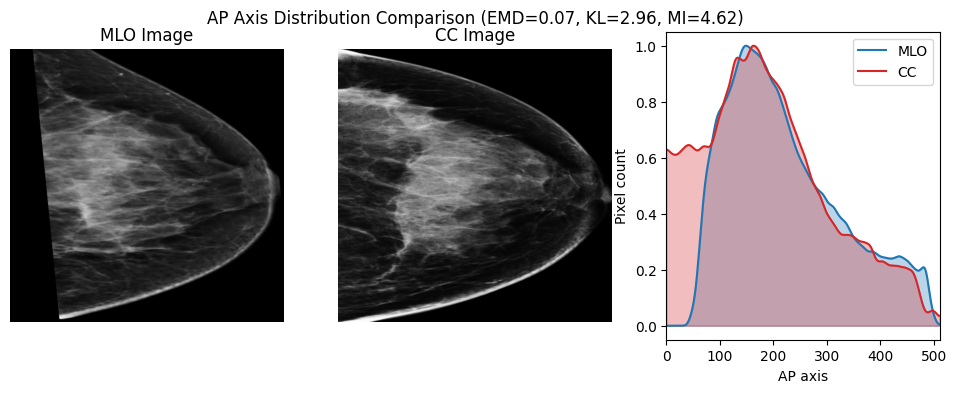 AP Axis Distribution Comparison (EMD=0.07, KL=2.96, MI=4.62)
MLO Image
CC Image
MLO
CC
1.0
0.8
0.6
0.4
0.2
0.0
Pixel count
0 100 200 300 400 500
AP axis